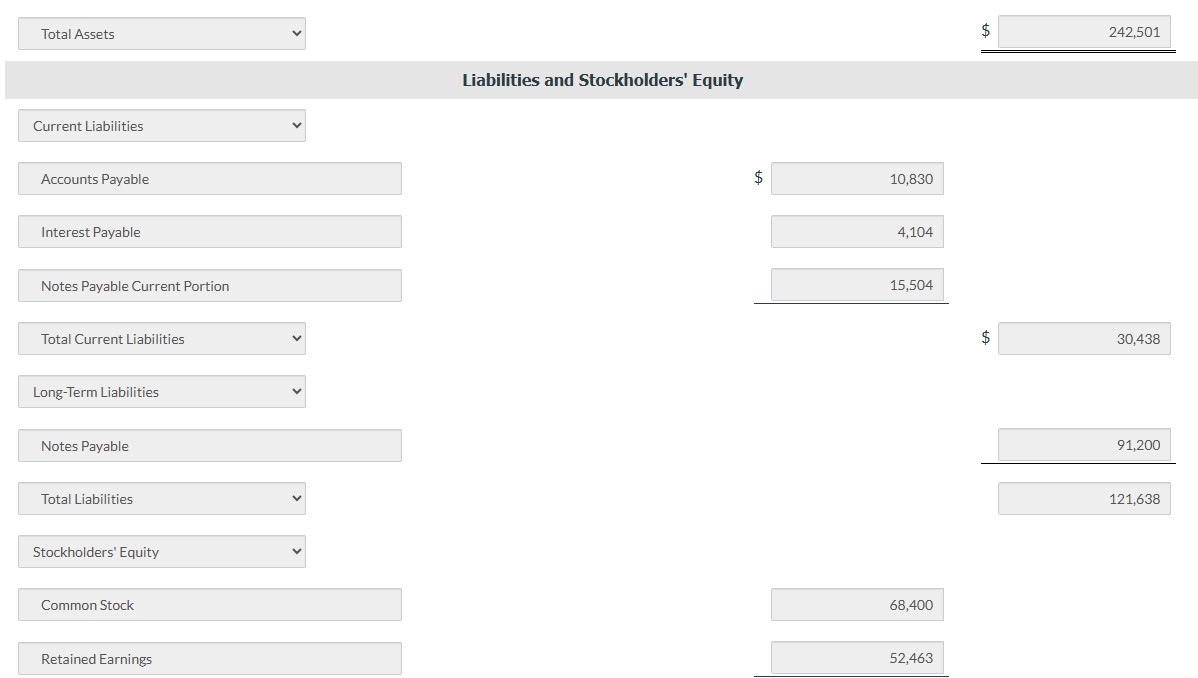 Total Assets $ 242,501
Liabilities and Stockholders' Equity
Current Liabilities
Accounts Payable $ 10,830
Interest Payable 4,104
Notes Payable Current Portion 15,504
Total Current Liabilities $ 30,438
Long-Term Liabilities
Notes Payable 91,200
Total Liabilities 121,638
Stockholders' Equity
Common Stock 68,400
Retained Earnings 52,463